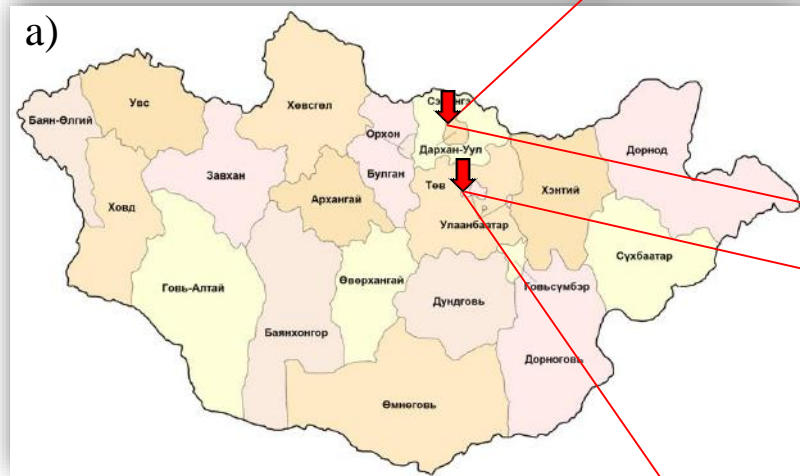 a)
Увс
Хөвсгөл
Баян-Өлгий
Орхон
Дархан-Уул
Дорнод
Завхан
Булган
Төв
Хэнтий
Архангай
Ховд
Улаанбаатар
Сүхбаатар
Өвөрхангай
Говь-Алтай
Дундговь
Говьсүмбэр
Баянхонгор
Дорноговь
Өмнөговь